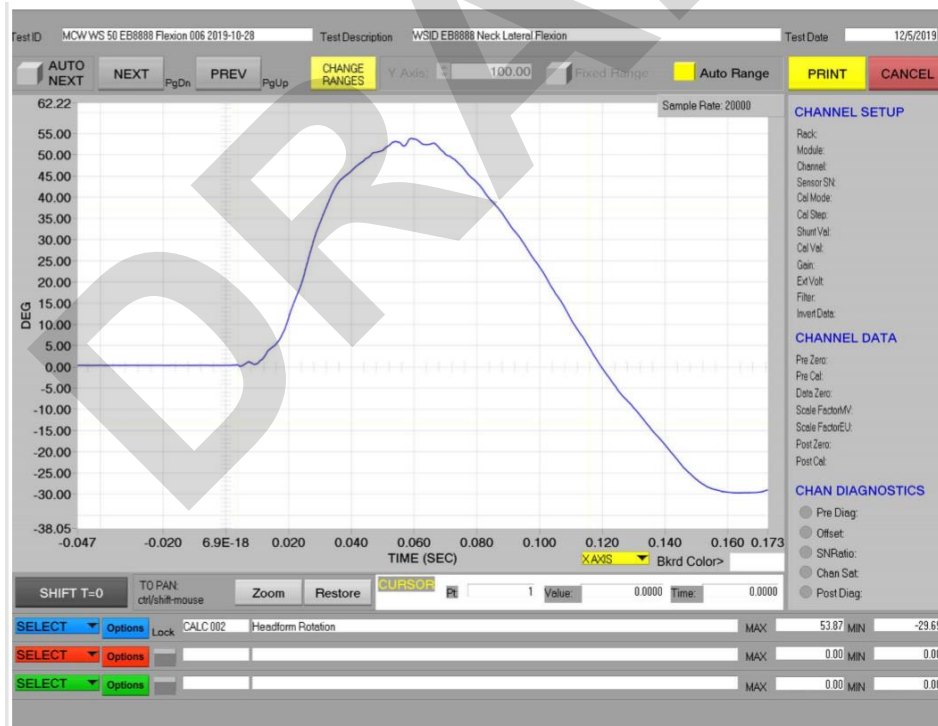 Test ID MCW WS 50 EB8888 Flexion 006 2019-10-28 Test Description WSID EB8888 Neck Lateral Flexion Test Date 12/5/2019
AUTO NEXT NEXT PgDn PREV PgUp CHANGE RANGES Y Axis: 100.00 Fixed Range Auto Range PRINT CANCEL
Sample Rate: 20000
62.22
55.00
50.00
45.00
40.00
35.00
30.00
25.00
20.00
15.00
10.00
5.00
0.00
-5.00
-10.00
-15.00
-20.00
-25.00
-30.00
-38.05
DEG
-0.047 -0.020 6.9E-18 0.020 0.040 0.060 0.080 0.100 0.120 0.140 0.160 0.173
TIME (SEC)
X AXIS Bkrd Color>
CHANNEL SETUP
Rack:
Module:
Channel:
Sensor SN:
Cal Mode:
Cal Step:
Shunt Val:
Cal Val:
Gain:
Ext Volt:
Filter:
Invert Data:
CHANNEL DATA
Pre Zero:
Pre Cal:
Data Zero:
Scale FactorMV:
Scale FactorEU:
Post Zero:
Post Cal:
CHAN DIAGNOSTICS
Pre Diag:
Offset:
SNRatio:
Chan Sat:
Post Diag:
SHIFT T=0 TO PAN: ctrl/shift-mouse Zoom Restore CURSOR Pt 1 Value: 0.0000 Time: 0.0000
SELECT Options Lock CALC 002 Headform Rotation MAX 53.87 MIN -29.69
SELECT Options MAX 0.00 MIN 0.00
SELECT Options MAX 0.00 MIN 0.00
DRA